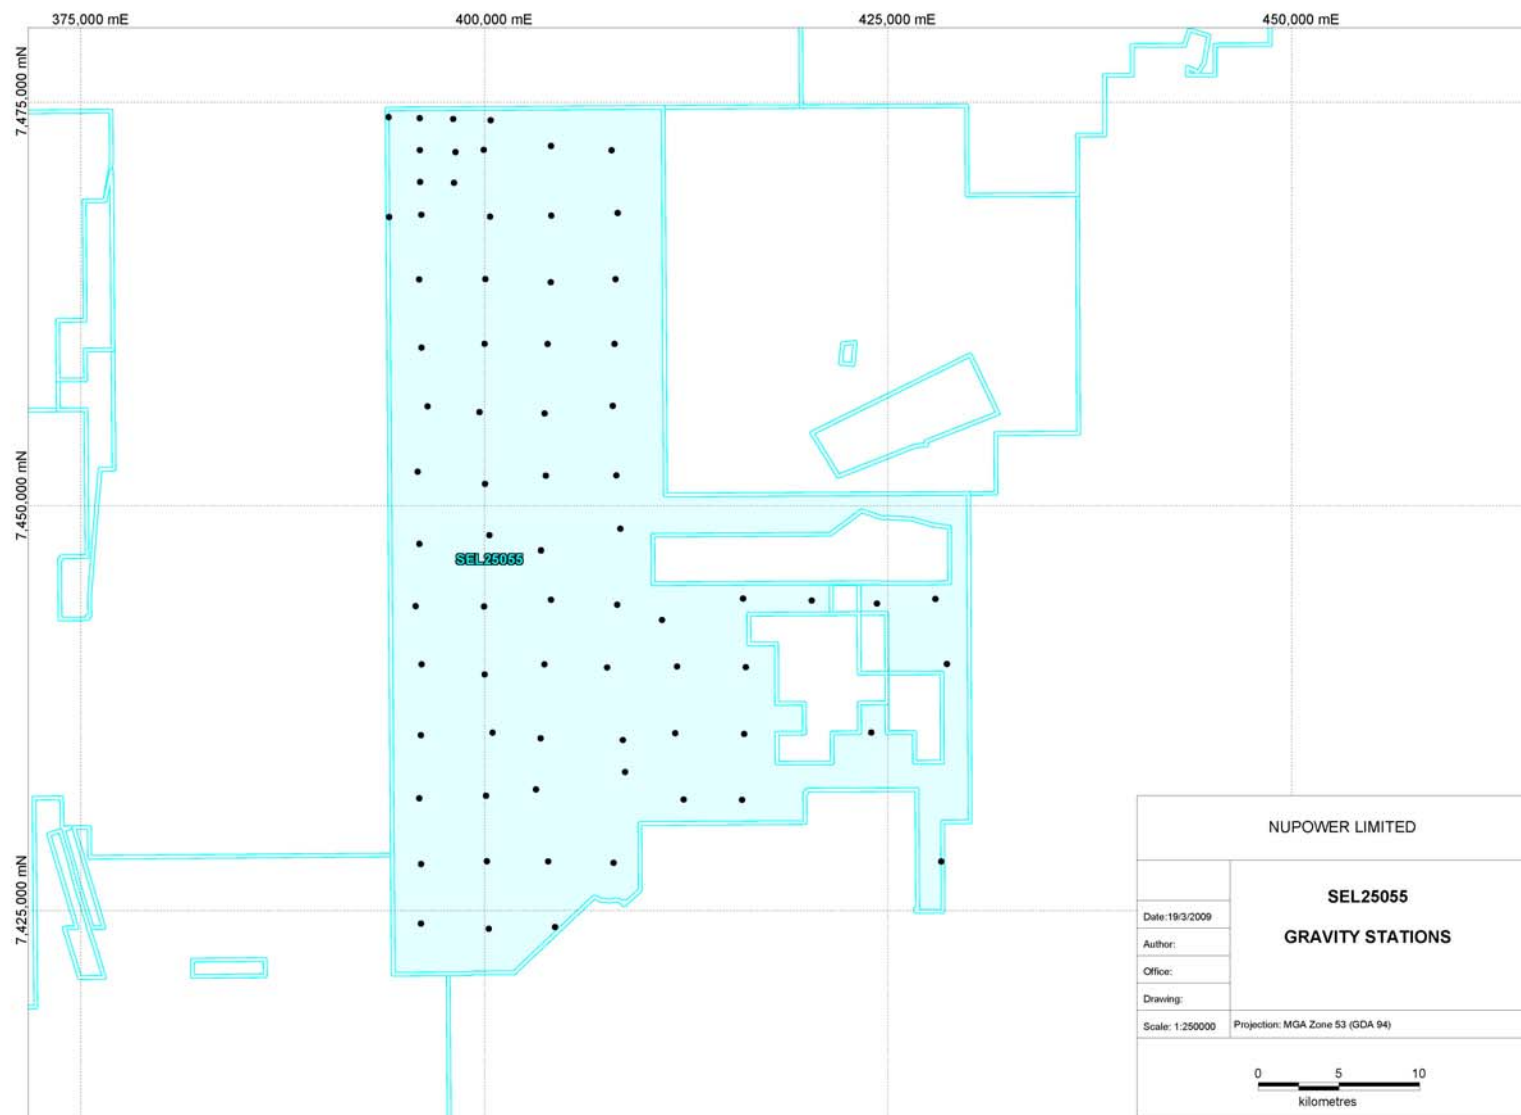 375,000 mE
400,000 mE
425,000 mE
450,000 mE
7,475,000 mN
7,450,000 mN
SEL25055
7,425,000 mN
NUPOWER LIMITED
SEL25055
GRAVITY STATIONS
Date:19/3/2009
Author:
Office:
Drawing:
Scale: 1:250000
Projection: MGA Zone 53 (GDA 94)
0 5 10
kilometres